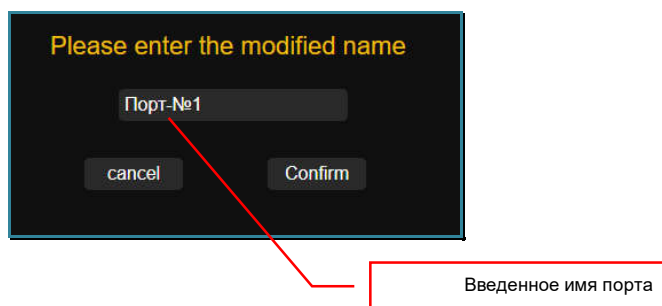 Please enter the modified name
Порт-№1
cancel Confirm
Введенное имя порта